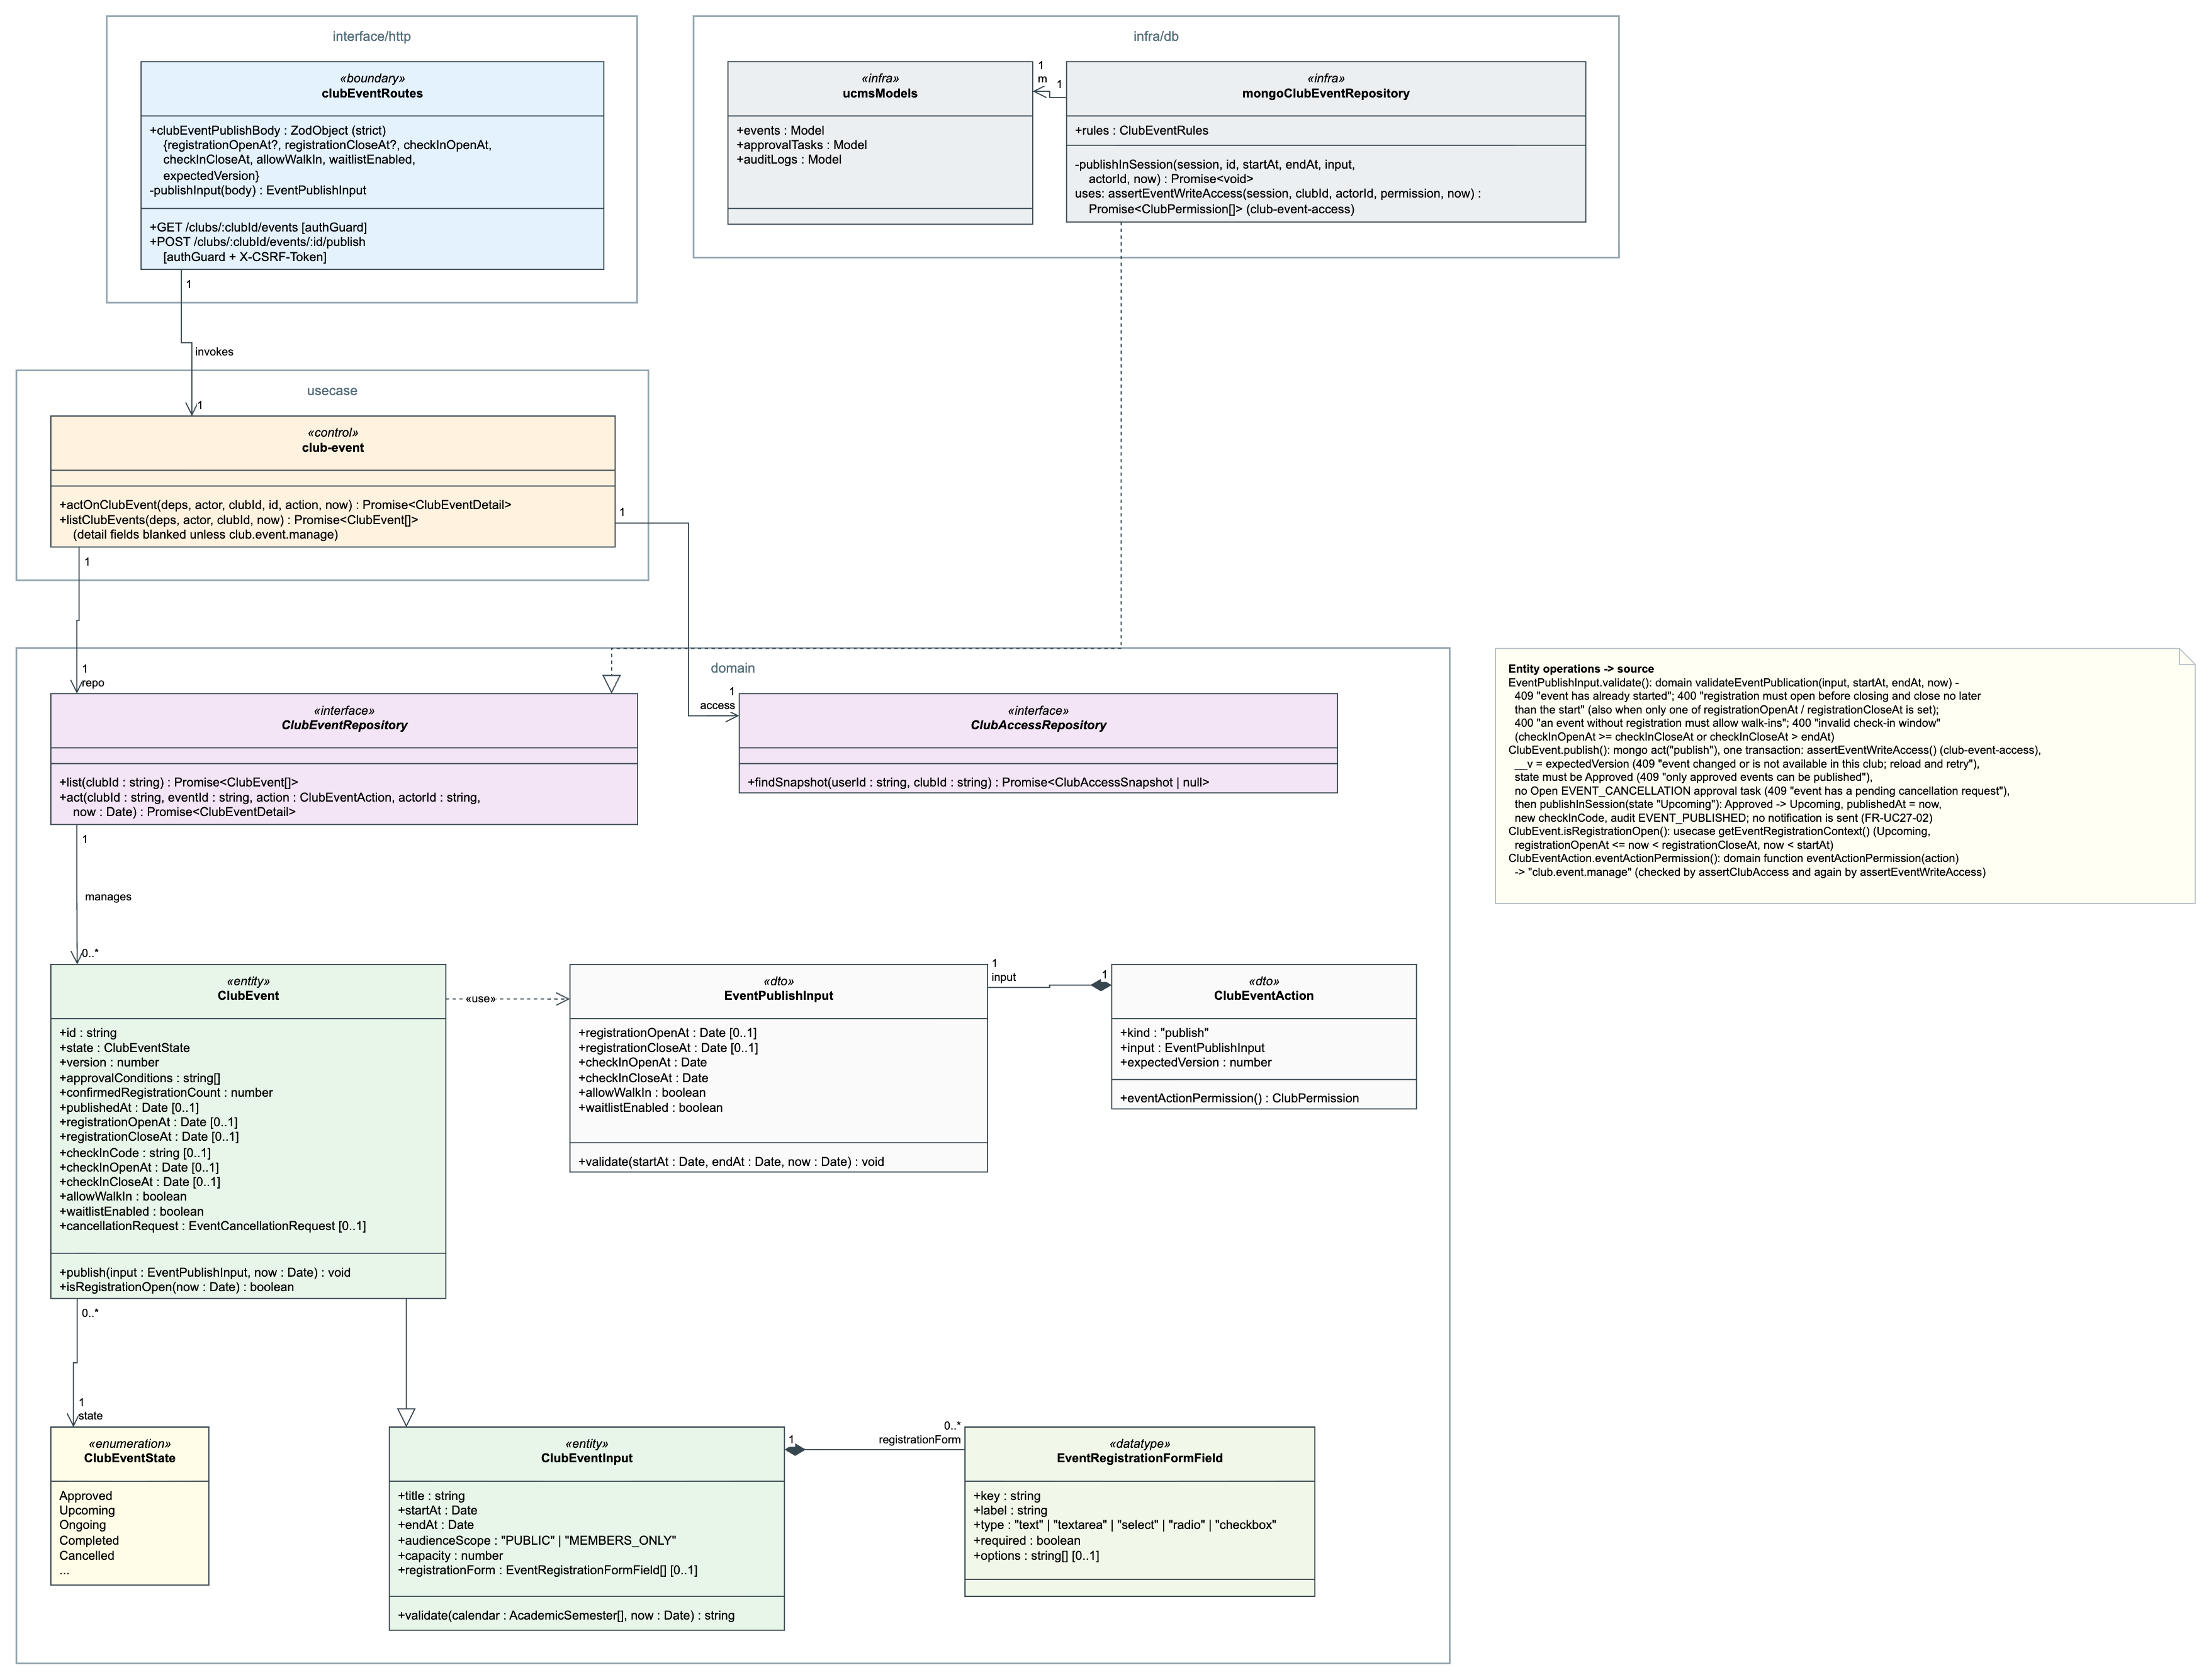 interface/http
«boundary»
clubEventRoutes
+clubEventPublishBody : ZodObject (strict)
{registrationOpenAt?, registrationCloseAt?, checkInOpenAt,
checkInCloseAt, allowWalkIn, waitlistEnabled,
expectedVersion}
-publishInput(body) : EventPublishInput
+GET /clubs/:clubId/events [authGuard]
+POST /clubs/:clubId/events/:id/publish
[authGuard + X-CSRF-Token]
infra/db
«infra»
ucmsModels
+events : Model
+approvalTasks : Model
+auditLogs : Model
1
m
1
«infra»
mongoClubEventRepository
+rules : ClubEventRules
-publishInSession(session, id, startAt, endAt, input,
actorId, now) : Promise<void>
uses: assertEventWriteAccess(session, clubId, actorId, permission, now) :
Promise<ClubPermission[]> (club-event-access)
1
invokes
1
usecase
«control»
club-event
+actOnClubEvent(deps, actor, clubId, id, action, now) : Promise<ClubEventDetail>
+listClubEvents(deps, actor, clubId, now) : Promise<ClubEvent[]>
(detail fields blanked unless club.event.manage)
1
1
1
repo
1
access
domain
«interface»
ClubEventRepository
+list(clubId : string) : Promise<ClubEvent[]>
+act(clubId : string, eventId : string, action : ClubEventAction, actorId : string,
now : Date) : Promise<ClubEventDetail>
«interface»
ClubAccessRepository
+findSnapshot(userId : string, clubId : string) : Promise<ClubAccessSnapshot | null>
Entity operations -> source
EventPublishInput.validate(): domain validateEventPublication(input, startAt, endAt, now) -
409 "event has already started"; 400 "registration must open before closing and close no later
than the start" (also when only one of registrationOpenAt / registrationCloseAt is set);
400 "an event without registration must allow walk-ins"; 400 "invalid check-in window"
(checkInOpenAt >= checkInCloseAt or checkInCloseAt > endAt)
ClubEvent.publish(): mongo act("publish"), one transaction: assertEventWriteAccess() (club-event-access),
__v = expectedVersion (409 "event changed or is not available in this club; reload and retry"),
state must be Approved (409 "only approved events can be published"),
no Open EVENT_CANCELLATION approval task (409 "event has a pending cancellation request"),
then publishInSession(state "Upcoming"): Approved -> Upcoming, publishedAt = now,
new checkInCode, audit EVENT_PUBLISHED; no notification is sent (FR-UC27-02)
ClubEvent.isRegistrationOpen(): usecase getEventRegistrationContext() (Upcoming,
registrationOpenAt <= now < registrationCloseAt, now < startAt)
ClubEventAction.eventActionPermission(): domain function eventActionPermission(action)
-> "club.event.manage" (checked by assertClubAccess and again by assertEventWriteAccess)
1
manages
0..*
«entity»
ClubEvent
+id : string
+state : ClubEventState
+version : number
+approvalConditions : string[]
+confirmedRegistrationCount : number
+publishedAt : Date [0..1]
+registrationOpenAt : Date [0..1]
+registrationCloseAt : Date [0..1]
+checkInCode : string [0..1]
+checkInOpenAt : Date [0..1]
+checkInCloseAt : Date [0..1]
+allowWalkIn : boolean
+waitlistEnabled : boolean
+cancellationRequest : EventCancellationRequest [0..1]
+publish(input : EventPublishInput, now : Date) : void
+isRegistrationOpen(now : Date) : boolean
«use»
«dto»
EventPublishInput
+registrationOpenAt : Date [0..1]
+registrationCloseAt : Date [0..1]
+checkInOpenAt : Date
+checkInCloseAt : Date
+allowWalkIn : boolean
+waitlistEnabled : boolean
+validate(startAt : Date, endAt : Date, now : Date) : void
1
input
1
«dto»
ClubEventAction
+kind : "publish"
+input : EventPublishInput
+expectedVersion : number
+eventActionPermission() : ClubPermission
0..*
1
state
«enumeration»
ClubEventState
Approved
Upcoming
Ongoing
Completed
Cancelled
...
«entity»
ClubEventInput
+title : string
+startAt : Date
+endAt : Date
+audienceScope : "PUBLIC" | "MEMBERS_ONLY"
+capacity : number
+registrationForm : EventRegistrationFormField[] [0..1]
+validate(calendar : AcademicSemester[], now : Date) : string
1
0..*
registrationForm
«datatype»
EventRegistrationFormField
+key : string
+label : string
+type : "text" | "textarea" | "select" | "radio" | "checkbox"
+required : boolean
+options : string[] [0..1]